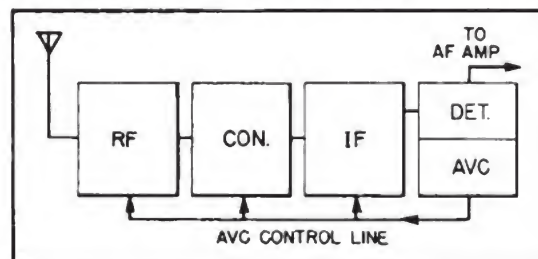 TO
AF AMP
RF
CON.
IF
DET.
AVC
AVC CONTROL LINE